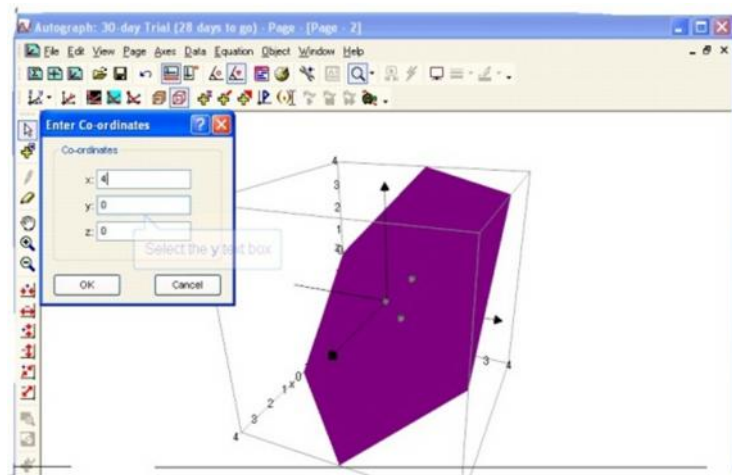 Autograph: 30-day Trial (28 days to go) - Page - [Page - 2]
File Edit View Page Axes Data Equation Object Window Help
Enter Co-ordinates
Co-ordinates
x: 4
y: 0
z: 0
Select the y text box
OK Cancel
4
3
2
1
0
0
1 x
2
3
4
3 4